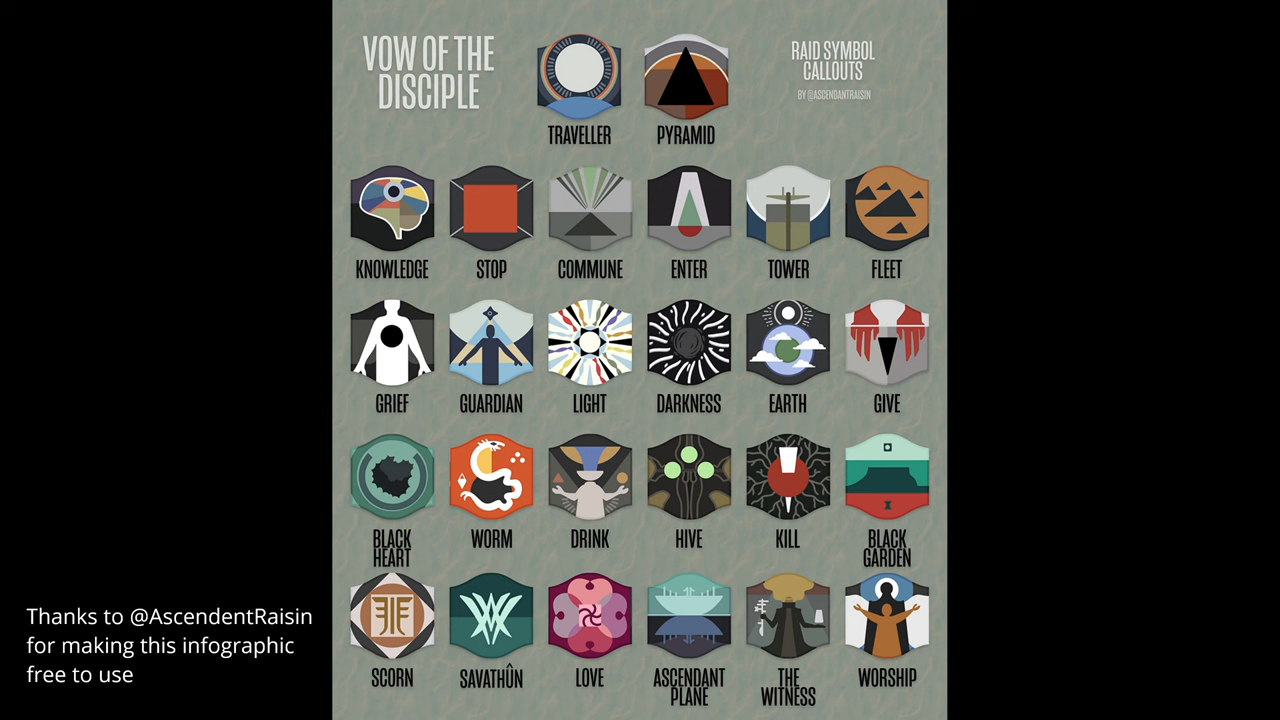 VOW OF THE
DISCIPLE
RAID SYMBOL
CALLOUTS
BY @ASCENDANTRAISIN
TRAVELLER
PYRAMID
KNOWLEDGE
STOP
COMMUNE
ENTER
TOWER
FLEET
GRIEF
GUARDIAN
LIGHT
DARKNESS
EARTH
GIVE
BLACK
HEART
WORM
DRINK
HIVE
KILL
BLACK
GARDEN
SCORN
SAVATHÛN
LOVE
ASCENDANT
PLANE
THE
WITNESS
WORSHIP
Thanks to @AscendentRaisin
for making this infographic
free to use